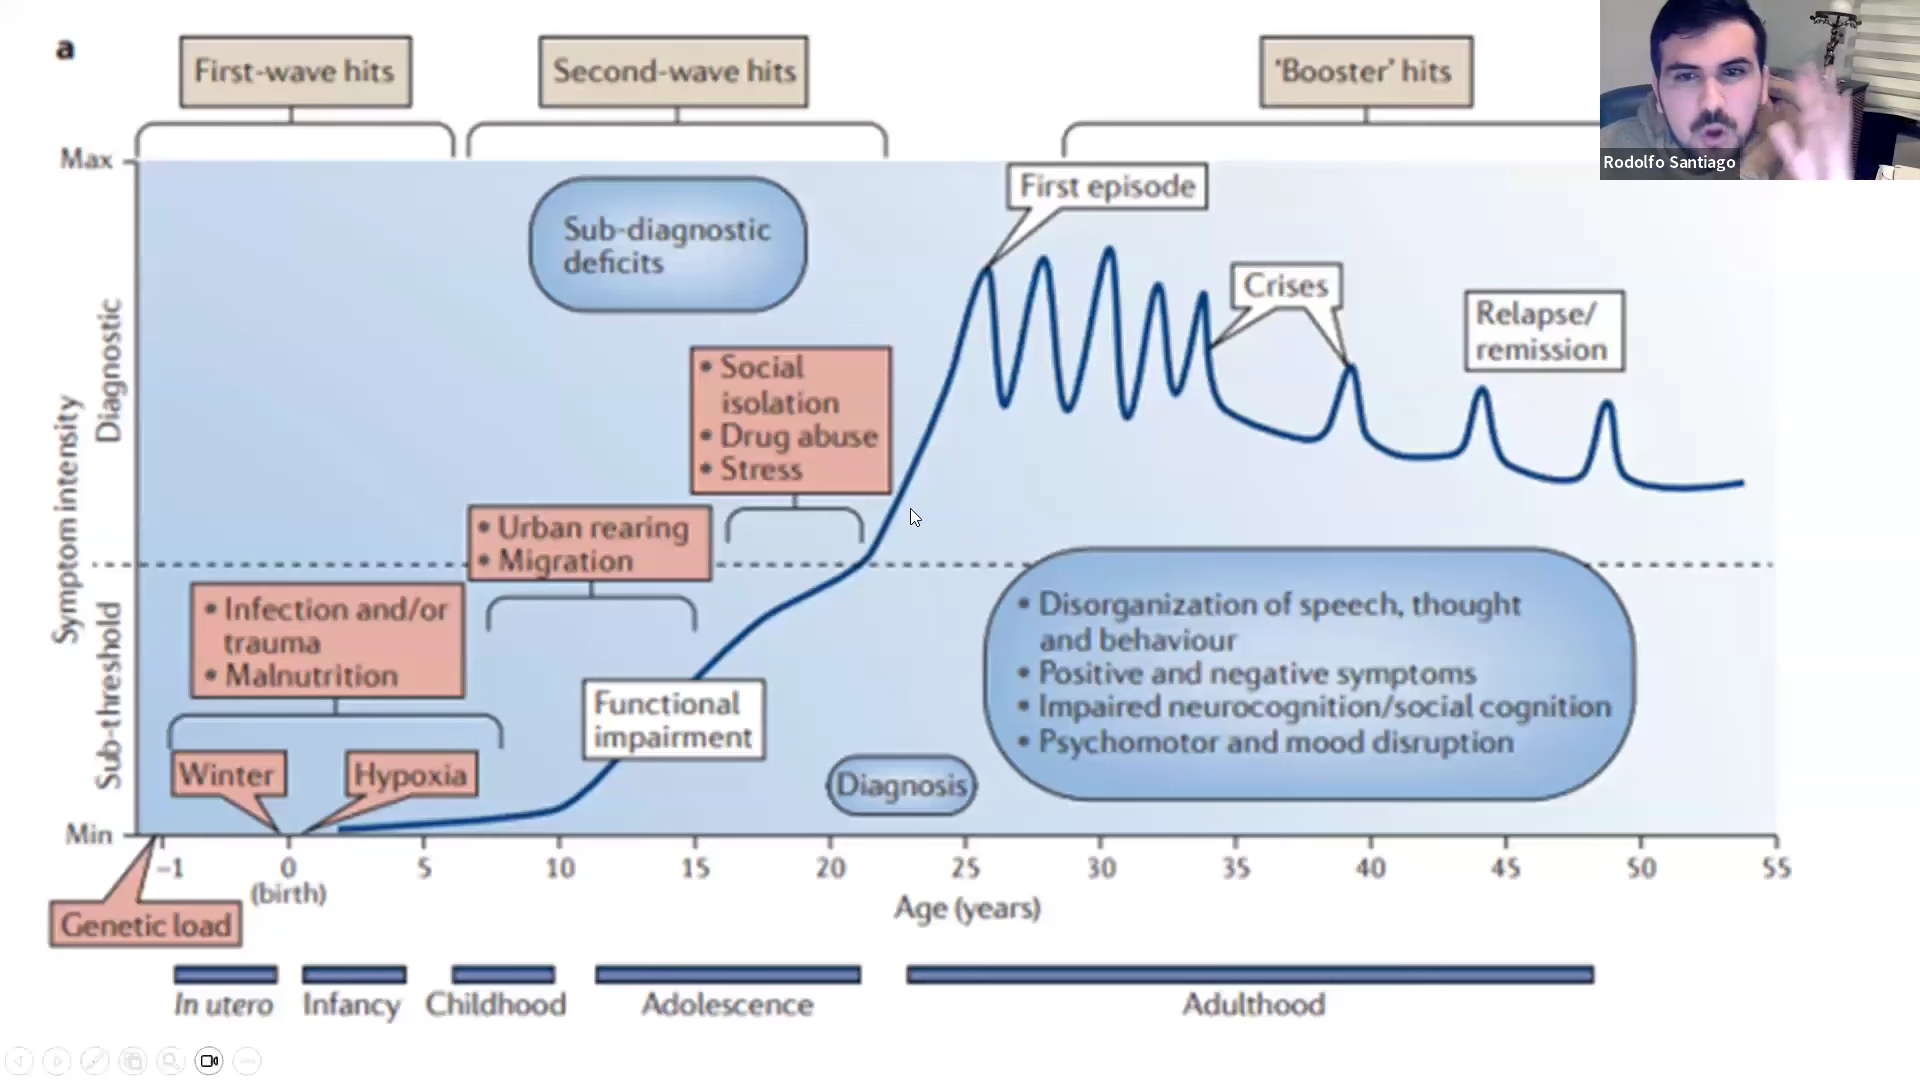 a
First-wave hits
Second-wave hits
'Booster' hits
Rodolfo Santiago
Max
First episode
Sub-diagnostic
deficits
Crises
Relapse/
remission
• Social
isolation
• Drug abuse
• Stress
Diagnostic
Symptom intensity
Sub-threshold
• Urban rearing
• Migration
• Infection and/or
trauma
• Malnutrition
• Disorganization of speech, thought
and behaviour
• Positive and negative symptoms
• Impaired neurocognition/social cognition
• Psychomotor and mood disruption
Functional
impairment
Winter
Hypoxia
Diagnosis
Min
–1 0 5 10 15 20 25 30 35 40 45 50 55
(birth)
Age (years)
Genetic load
In utero Infancy Childhood Adolescence Adulthood